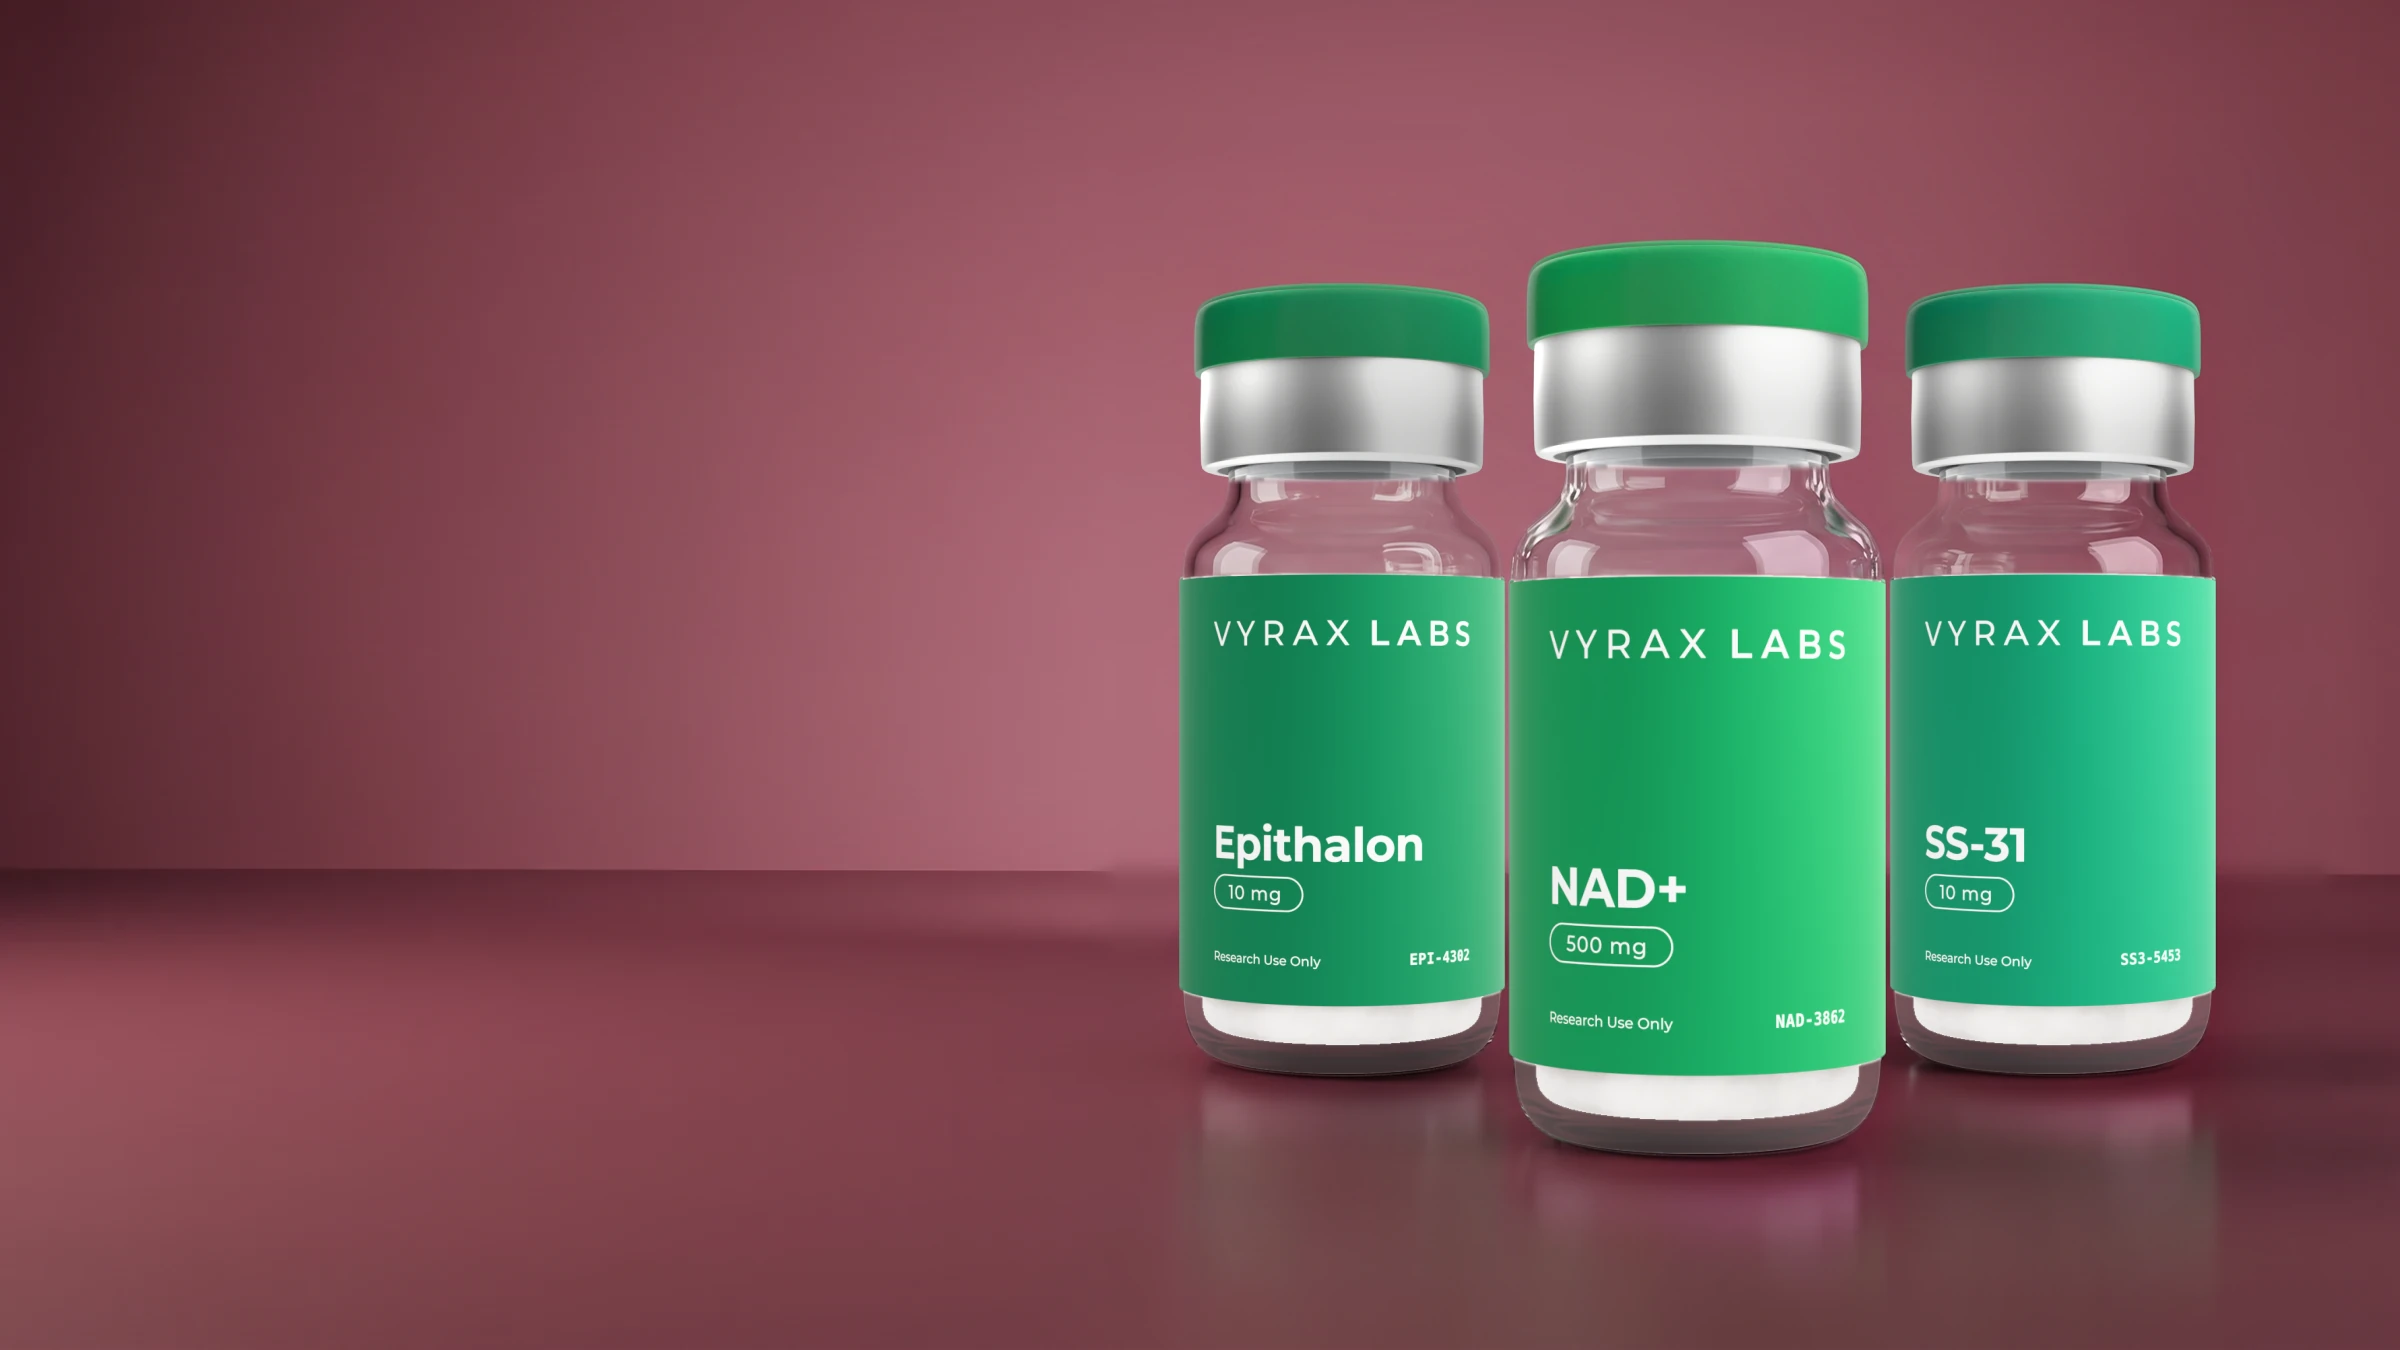 VYRAX LABS
Epithalon
10 mg
Research Use Only
EPI-4302
VYRAX LABS
NAD+
500 mg
Research Use Only
NAD-3862
VYRAX LABS
SS-31
10 mg
Research Use Only
SS3-5453